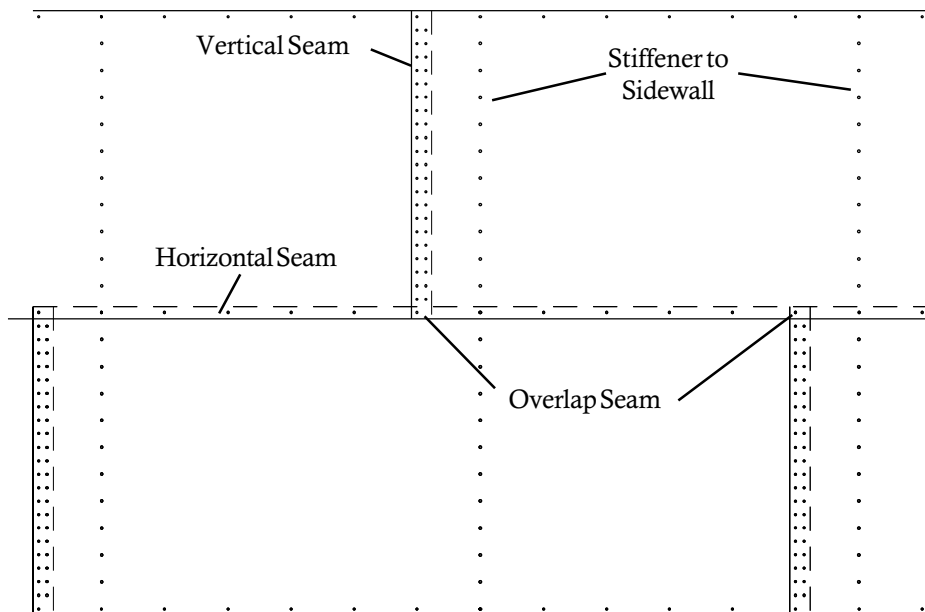 Vertical Seam
Stiffener to
Sidewall
Horizontal Seam
Overlap Seam